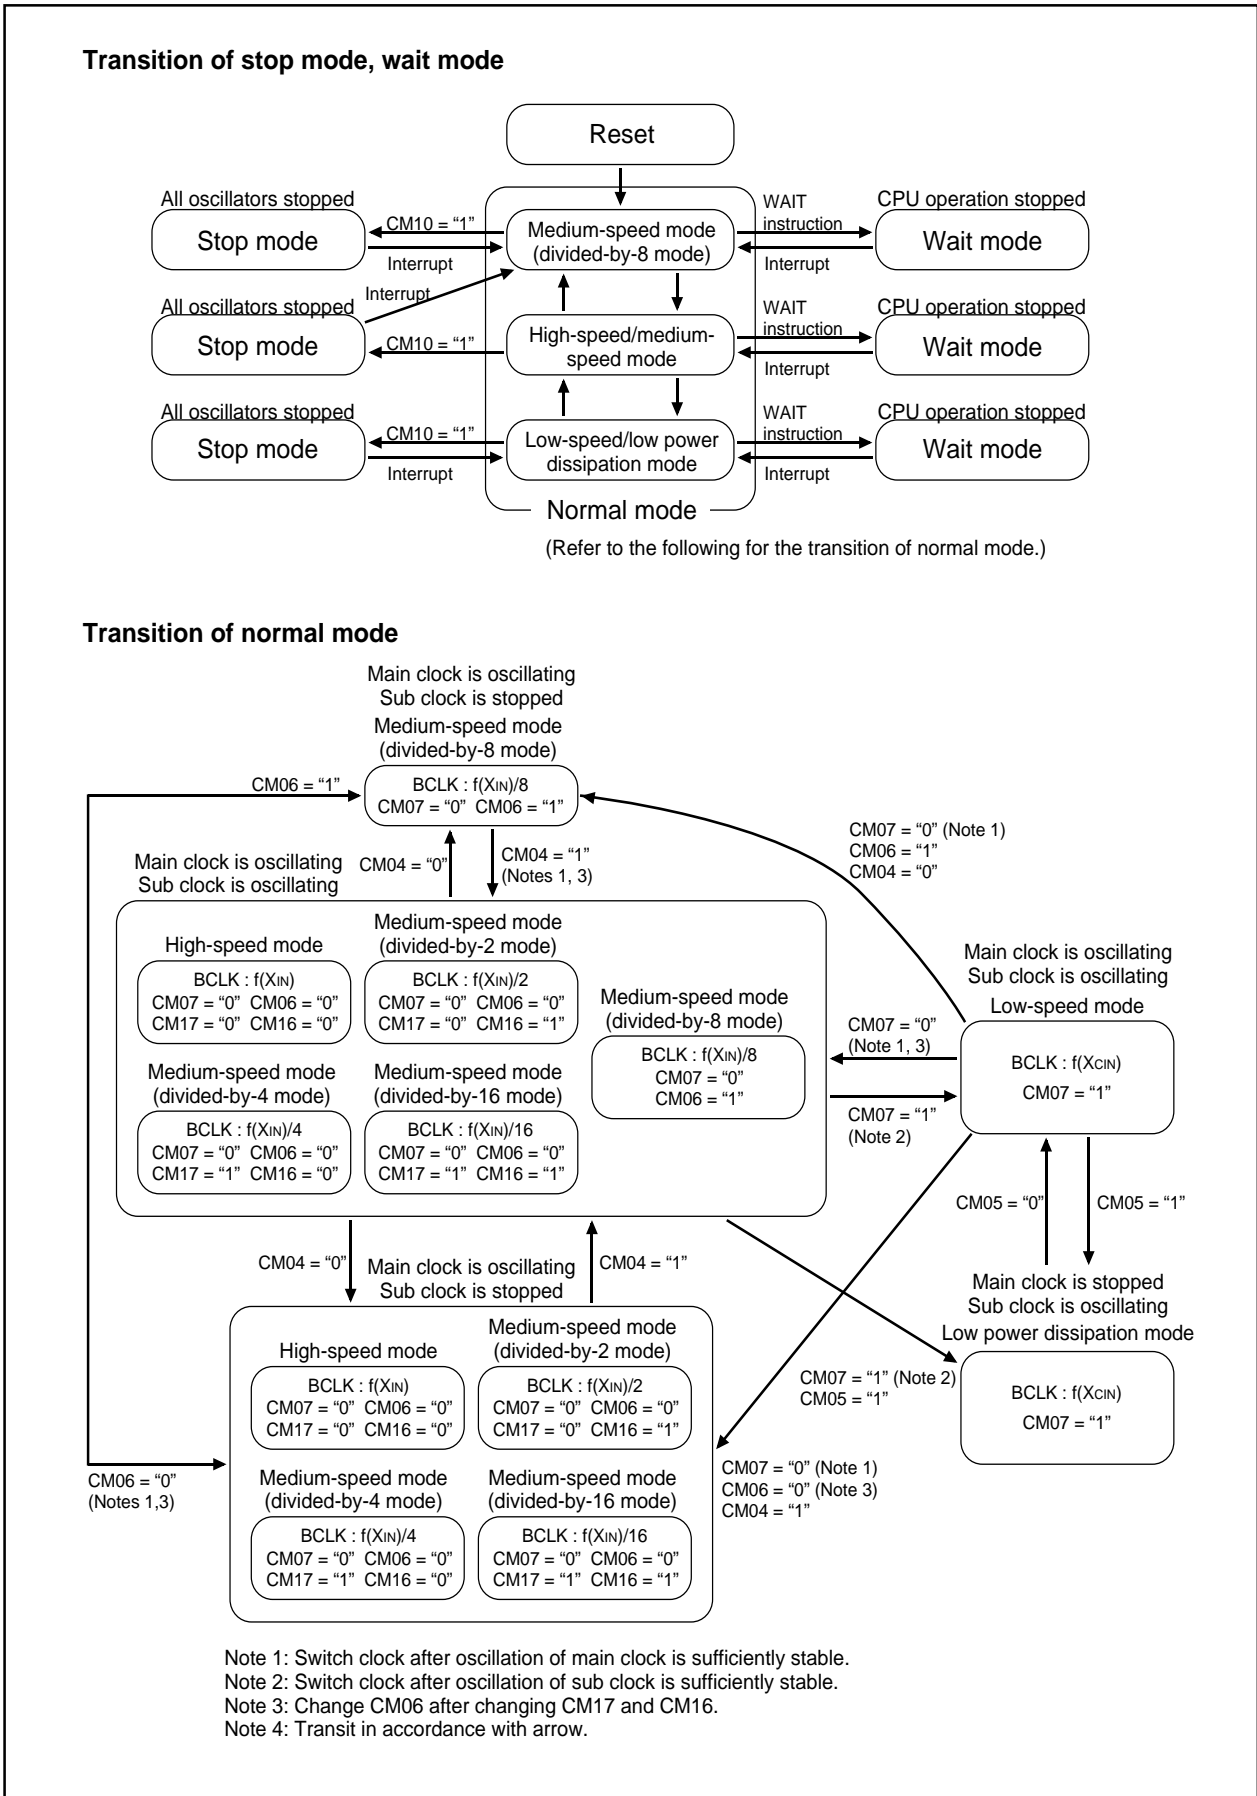 Transition of stop mode, wait mode
Reset
All oscillators stopped
Stop mode
CM10 = “1”
Interrupt
Medium-speed mode
(divided-by-8 mode)
WAIT
instruction
Interrupt
CPU operation stopped
Wait mode
Interrupt
All oscillators stopped
Stop mode
CM10 = “1”
High-speed/medium-
speed mode
WAIT
instruction
Interrupt
CPU operation stopped
Wait mode
All oscillators stopped
Stop mode
CM10 = “1”
Interrupt
Low-speed/low power
dissipation mode
WAIT
instruction
Interrupt
CPU operation stopped
Wait mode
Normal mode
(Refer to the following for the transition of normal mode.)
Transition of normal mode
Main clock is oscillating
Sub clock is stopped
Medium-speed mode
(divided-by-8 mode)
CM06 = “1”
BCLK : f(XIN)/8
CM07 = “0” CM06 = “1”
CM07 = “0” (Note 1)
CM06 = “1”
CM04 = “0”
Main clock is oscillating
Sub clock is oscillating
CM04 = “0”
CM04 = “1”
(Notes 1, 3)
High-speed mode
BCLK : f(XIN)
CM07 = “0” CM06 = “0”
CM17 = “0” CM16 = “0”
Medium-speed mode
(divided-by-2 mode)
BCLK : f(XIN)/2
CM07 = “0” CM06 = “0”
CM17 = “0” CM16 = “1”
Medium-speed mode
(divided-by-8 mode)
BCLK : f(XIN)/8
CM07 = “0”
CM06 = “1”
Medium-speed mode
(divided-by-4 mode)
BCLK : f(XIN)/4
CM07 = “0” CM06 = “0”
CM17 = “1” CM16 = “0”
Medium-speed mode
(divided-by-16 mode)
BCLK : f(XIN)/16
CM07 = “0” CM06 = “0”
CM17 = “1” CM16 = “1”
CM07 = “0”
(Note 1, 3)
CM07 = “1”
(Note 2)
Main clock is oscillating
Sub clock is oscillating
Low-speed mode
BCLK : f(XCIN)
CM07 = “1”
CM05 = “0”
CM05 = “1”
Main clock is stopped
Sub clock is oscillating
Low power dissipation mode
BCLK : f(XCIN)
CM07 = “1”
CM07 = “1” (Note 2)
CM05 = “1”
CM04 = “0”
Main clock is oscillating
Sub clock is stopped
CM04 = “1”
High-speed mode
BCLK : f(XIN)
CM07 = “0” CM06 = “0”
CM17 = “0” CM16 = “0”
Medium-speed mode
(divided-by-2 mode)
BCLK : f(XIN)/2
CM07 = “0” CM06 = “0”
CM17 = “0” CM16 = “1”
CM06 = “0”
(Notes 1,3)
Medium-speed mode
(divided-by-4 mode)
BCLK : f(XIN)/4
CM07 = “0” CM06 = “0”
CM17 = “1” CM16 = “0”
Medium-speed mode
(divided-by-16 mode)
BCLK : f(XIN)/16
CM07 = “0” CM06 = “0”
CM17 = “1” CM16 = “1”
CM07 = “0” (Note 1)
CM06 = “0” (Note 3)
CM04 = “1”
Note 1: Switch clock after oscillation of main clock is sufficiently stable.
Note 2: Switch clock after oscillation of sub clock is sufficiently stable.
Note 3: Change CM06 after changing CM17 and CM16.
Note 4: Transit in accordance with arrow.